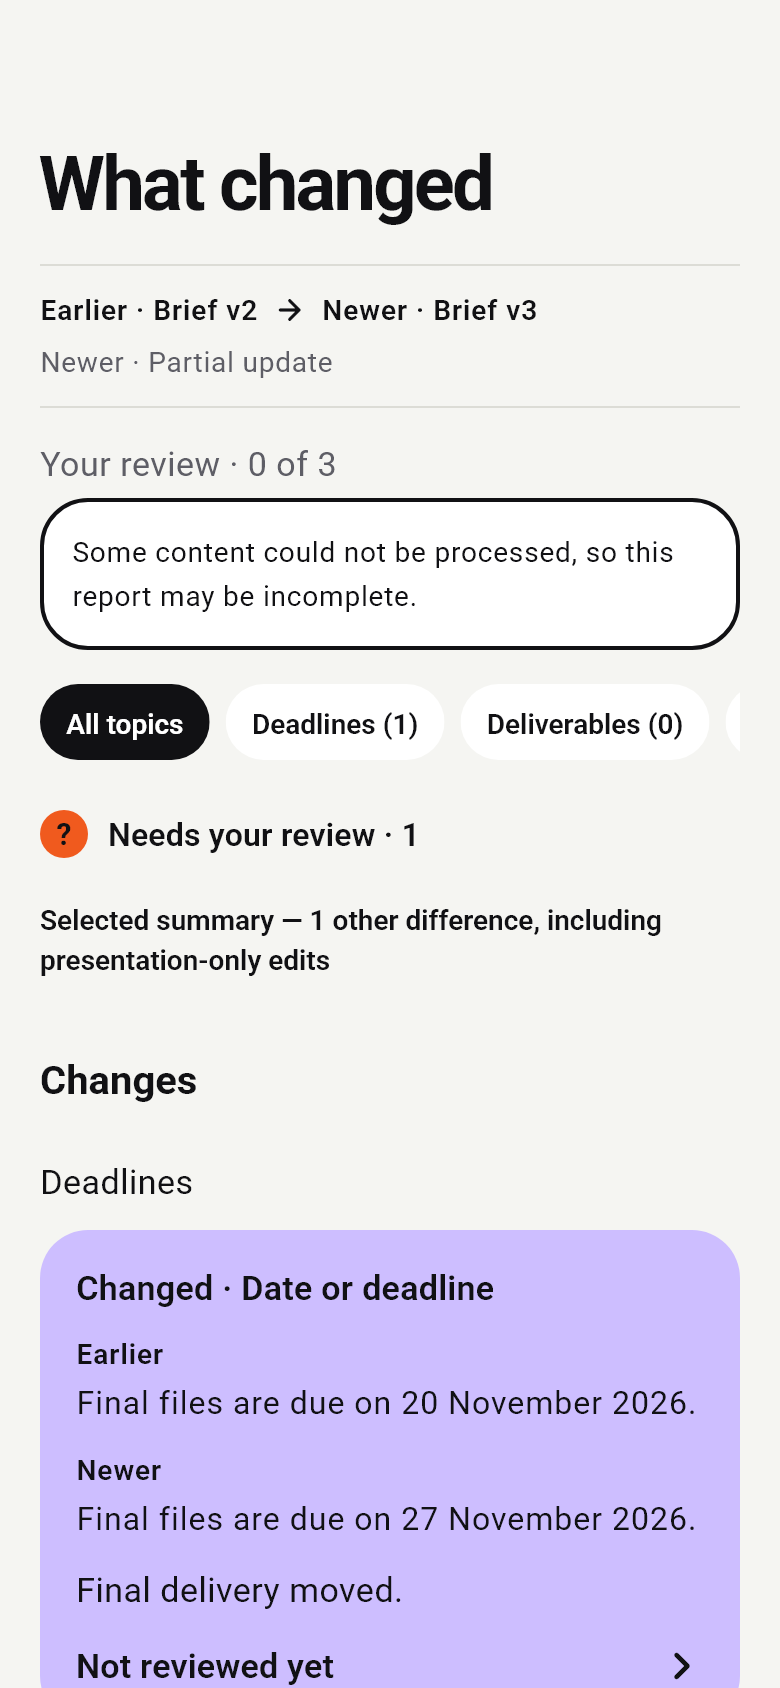 What changed
Earlier · Brief v2 → Newer · Brief v3
Newer · Partial update
Your review · 0 of 3
Some content could not be processed, so this
report may be incomplete.
All topics
Deadlines (1)
Deliverables (0)
? Needs your review · 1
Selected summary — 1 other difference, including
presentation-only edits
Changes
Deadlines
Changed · Date or deadline
Earlier
Final files are due on 20 November 2026.
Newer
Final files are due on 27 November 2026.
Final delivery moved.
Not reviewed yet